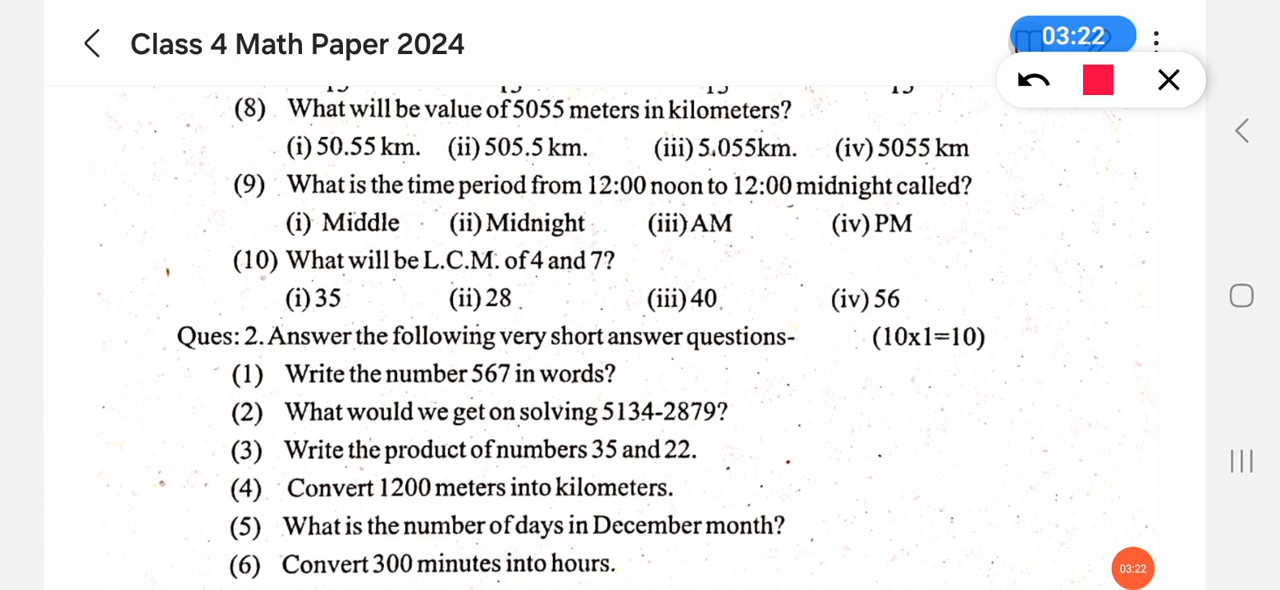 Class 4 Math Paper 2024
03:22
(8) What will be value of 5055 meters in kilometers?
(i) 50.55 km. (ii) 505.5 km. (iii) 5.055km. (iv) 5055 km
(9) What is the time period from 12:00 noon to 12:00 midnight called?
(i) Middle (ii) Midnight (iii) AM (iv) PM
(10) What will be L.C.M. of 4 and 7?
(i) 35 (ii) 28 (iii) 40 (iv) 56
Ques: 2. Answer the following very short answer questions- (10x1=10)
(1) Write the number 567 in words?
(2) What would we get on solving 5134-2879?
(3) Write the product of numbers 35 and 22.
(4) Convert 1200 meters into kilometers.
(5) What is the number of days in December month?
(6) Convert 300 minutes into hours.
03:22